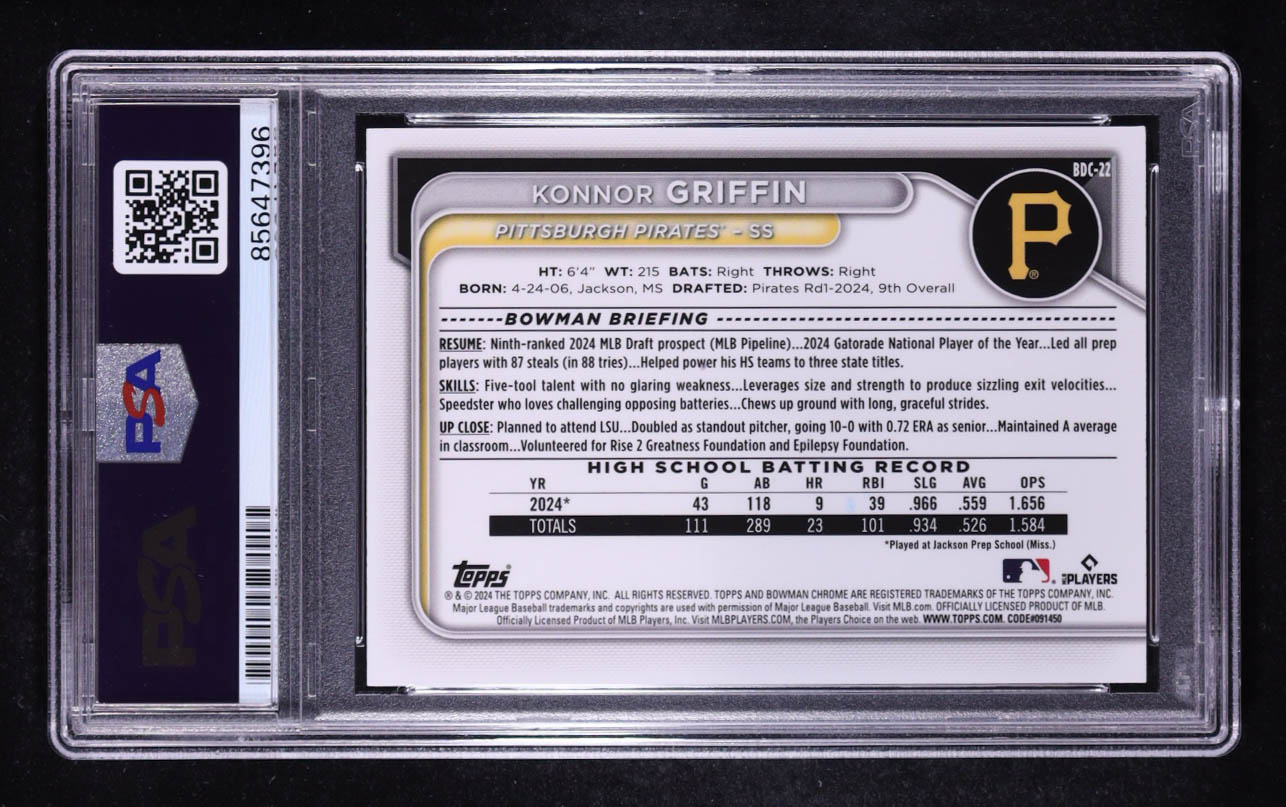 85647396
PSA
PSA
BDC-22
KONNOR GRIFFIN
PITTSBURGH PIRATES® – SS
P®
HT: 6'4" WT: 215 BATS: Right THROWS: Right
BORN: 4-24-06, Jackson, MS DRAFTED: Pirates Rd1-2024, 9th Overall
BOWMAN BRIEFING
RESUME: Ninth-ranked 2024 MLB Draft prospect (MLB Pipeline)...2024 Gatorade National Player of the Year...Led all prep
players with 87 steals (in 88 tries)...Helped power his HS teams to three state titles.
SKILLS: Five-tool talent with no glaring weakness...Leverages size and strength to produce sizzling exit velocities...
Speedster who loves challenging opposing batteries...Chews up ground with long, graceful strides.
UP CLOSE: Planned to attend LSU...Doubled as standout pitcher, going 10-0 with 0.72 ERA as senior...Maintained A average
in classroom...Volunteered for Rise 2 Greatness Foundation and Epilepsy Foundation.
HIGH SCHOOL BATTING RECORD
YR G AB HR RBI SLG AVG OPS
2024* 43 118 9 39 .966 .559 1.656
TOTALS 111 289 23 101 .934 .526 1.584
*Played at Jackson Prep School (Miss.)
Topps® PLAYERS
® & © 2024 THE TOPPS COMPANY, INC. ALL RIGHTS RESERVED. TOPPS AND BOWMAN CHROME ARE REGISTERED TRADEMARKS OF THE TOPPS COMPANY, INC.
Major League Baseball trademarks and copyrights are used with permission of Major League Baseball. Visit MLB.com. OFFICIALLY LICENSED PRODUCT OF MLB.
Officially Licensed Product of MLB Players, Inc. Visit MLBPLAYERS.COM, the Players Choice on the web. WWW.TOPPS.COM. CODE#091450